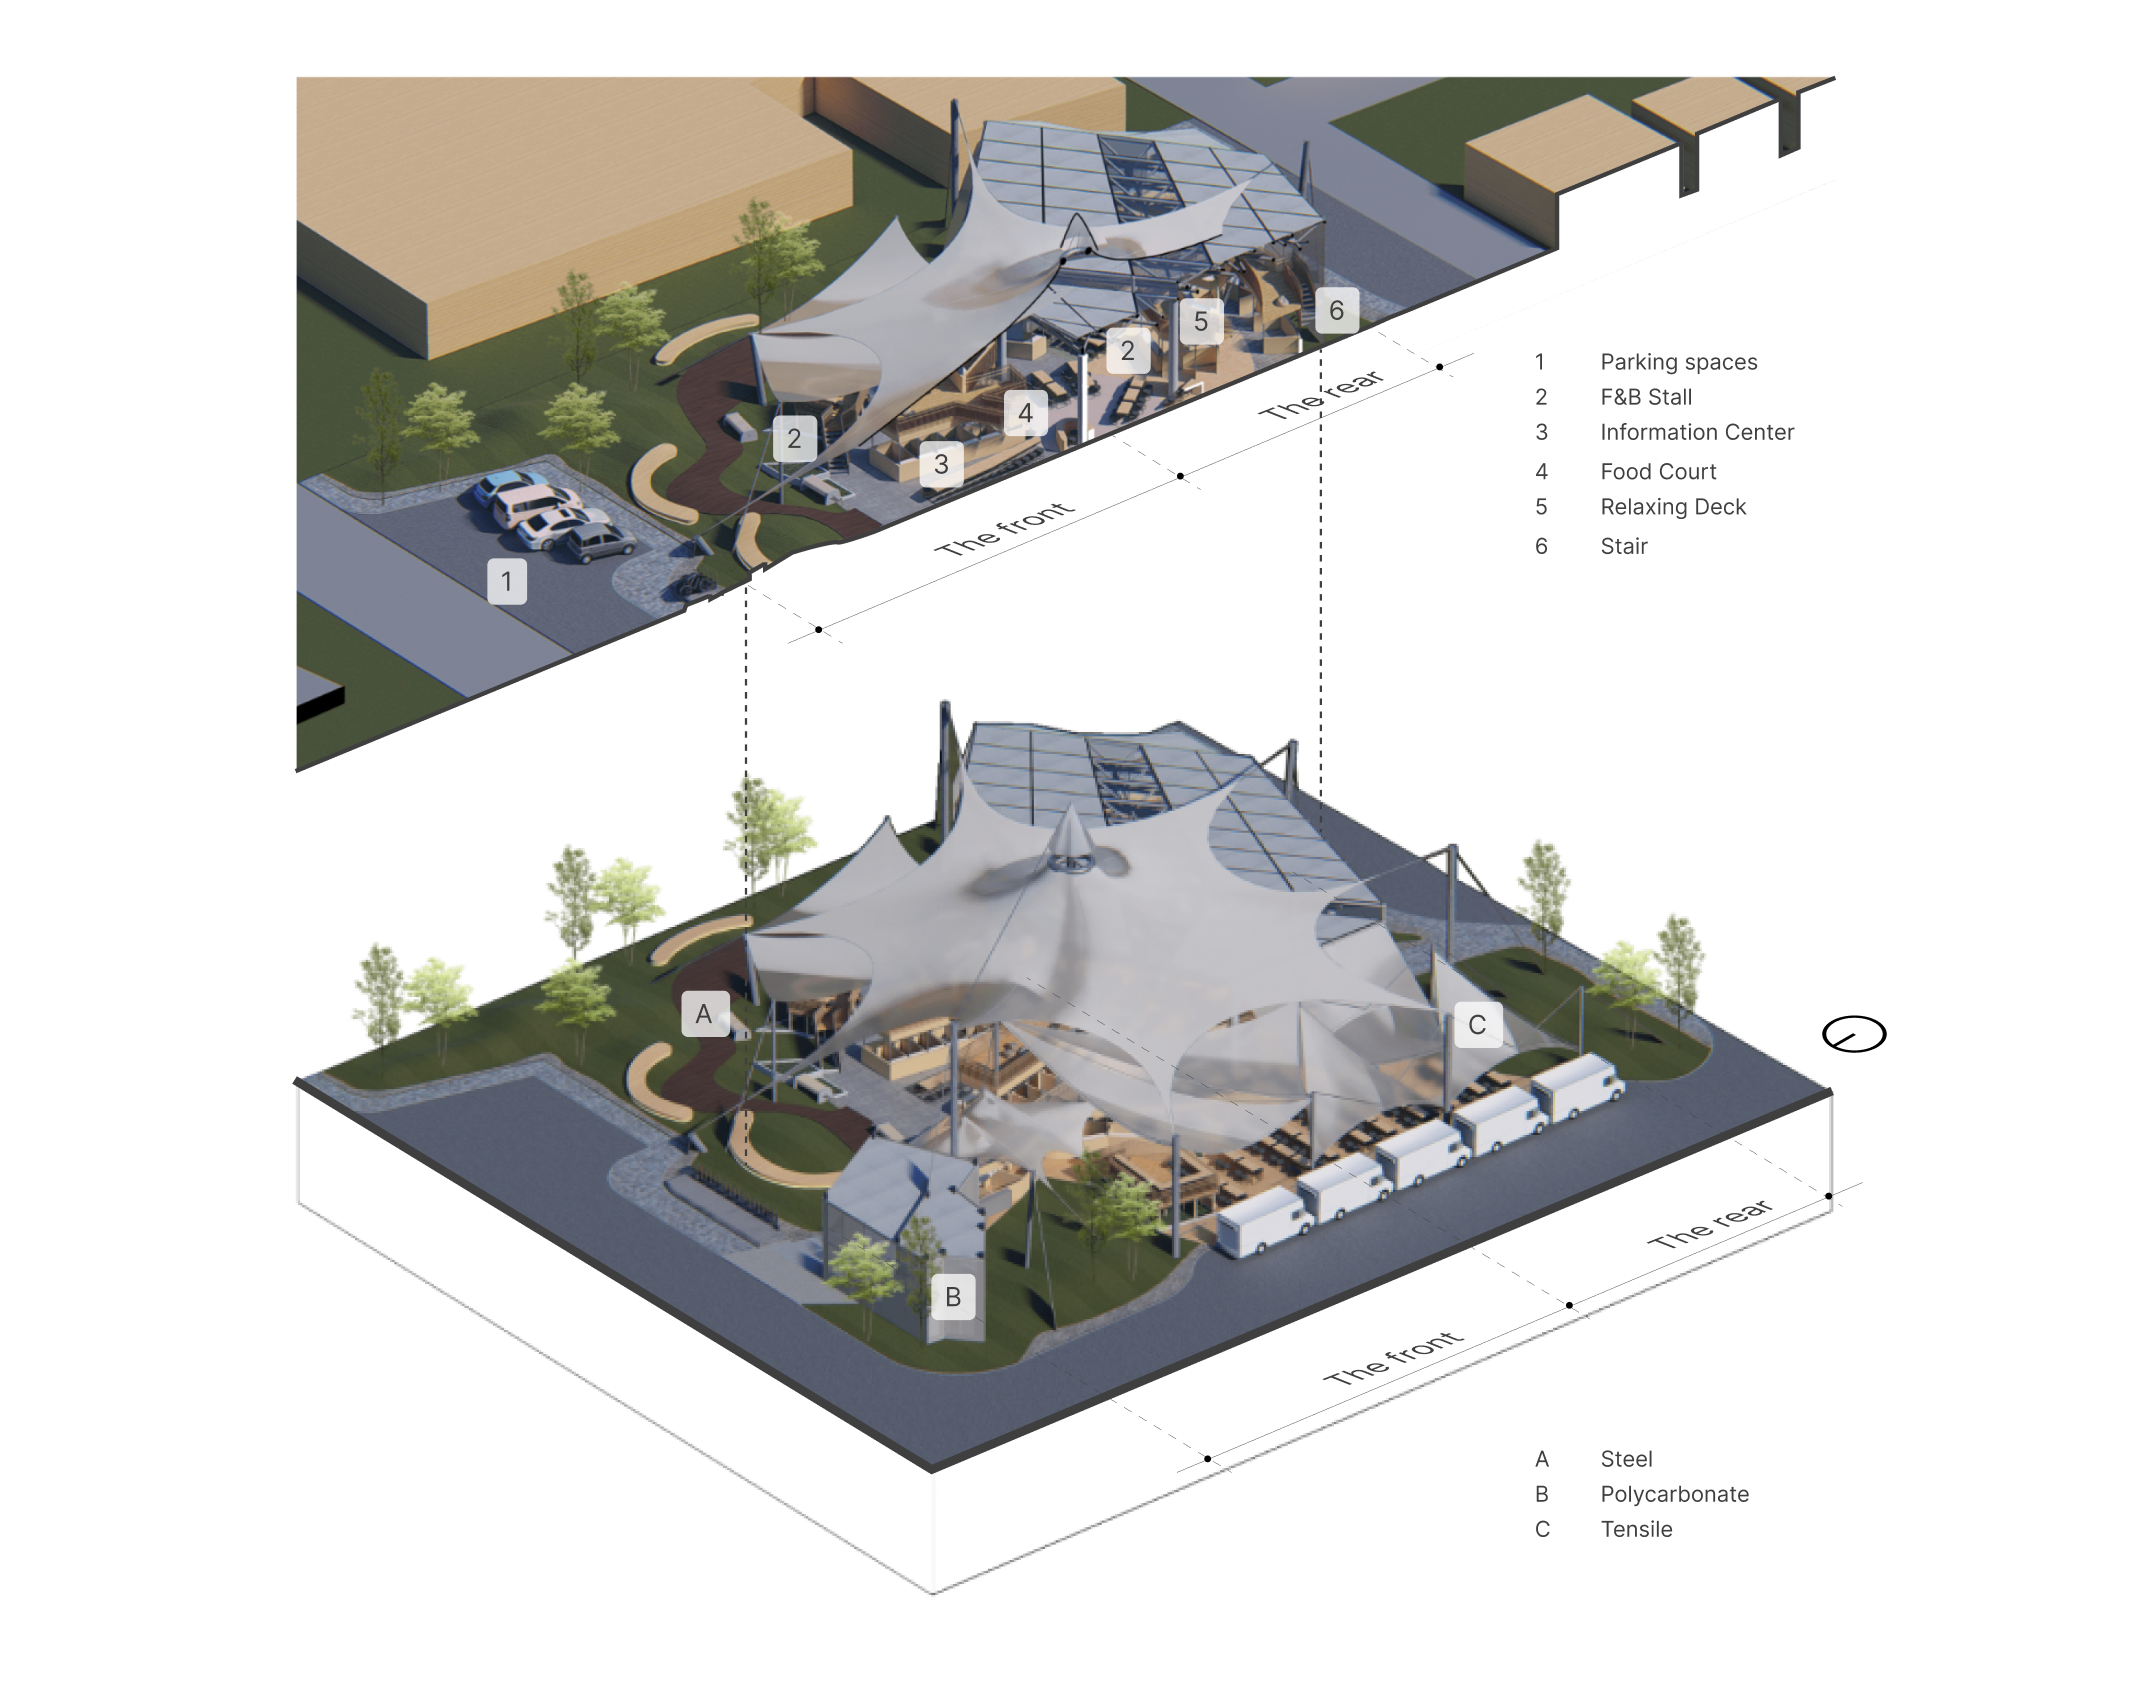 6
5
2
The rear
4
2
3
The front
1
1 Parking spaces
2 F&B Stall
3 Information Center
4 Food Court
5 Relaxing Deck
6 Stair
A
C
B
The rear
The front
A Steel
B Polycarbonate
C Tensile